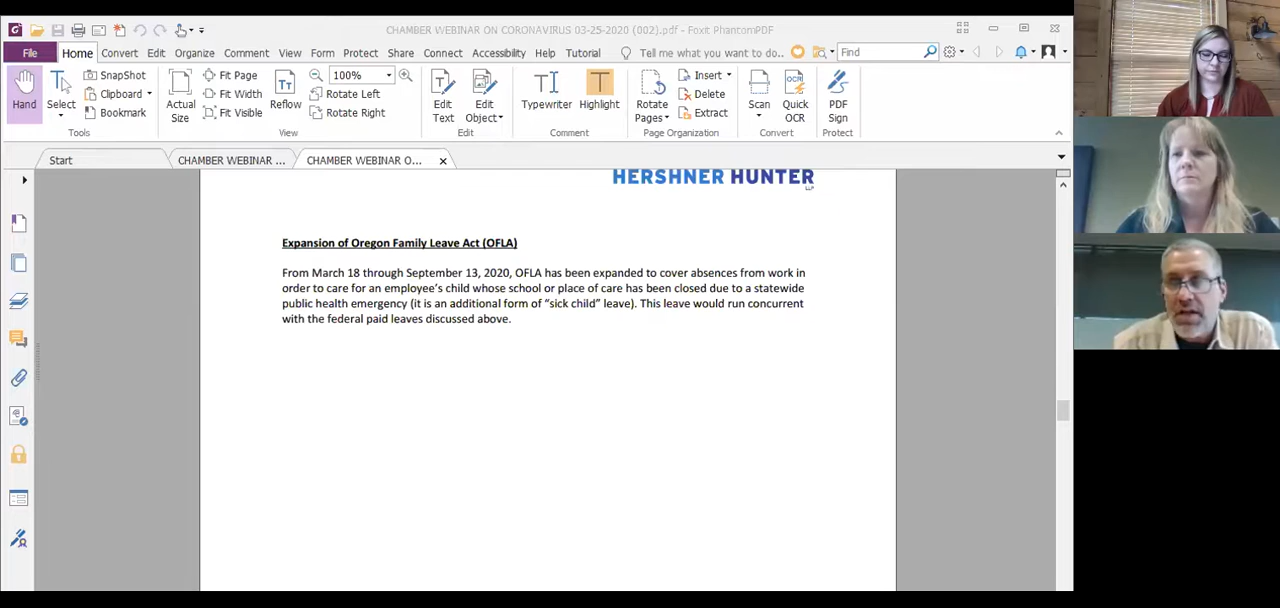 CHAMBER WEBINAR ON CORONAVIRUS 03-25-2020 (002).pdf - Foxit PhantomPDF
File Home Convert Edit Organize Comment View Form Protect Share Connect Accessibility Help Tutorial Tell me what you want to do.. Find
Hand
Select
SnapShot
Clipboard
Bookmark
Tools
Actual Size
Fit Page
Fit Width
Fit Visible
Reflow
100%
Rotate Left
Rotate Right
View
Edit Text
Edit Object
Edit
Typewriter
Highlight
Comment
Rotate Pages
Insert
Delete
Extract
Page Organization
Scan
Quick OCR
Convert
PDF Sign
Protect
Start CHAMBER WEBINAR ... CHAMBER WEBINAR O...
HERSHNER HUNTER
LLP
Expansion of Oregon Family Leave Act (OFLA)
From March 18 through September 13, 2020, OFLA has been expanded to cover absences from work in
order to care for an employee's child whose school or place of care has been closed due to a statewide
public health emergency (it is an additional form of "sick child" leave). This leave would run concurrent
with the federal paid leaves discussed above.